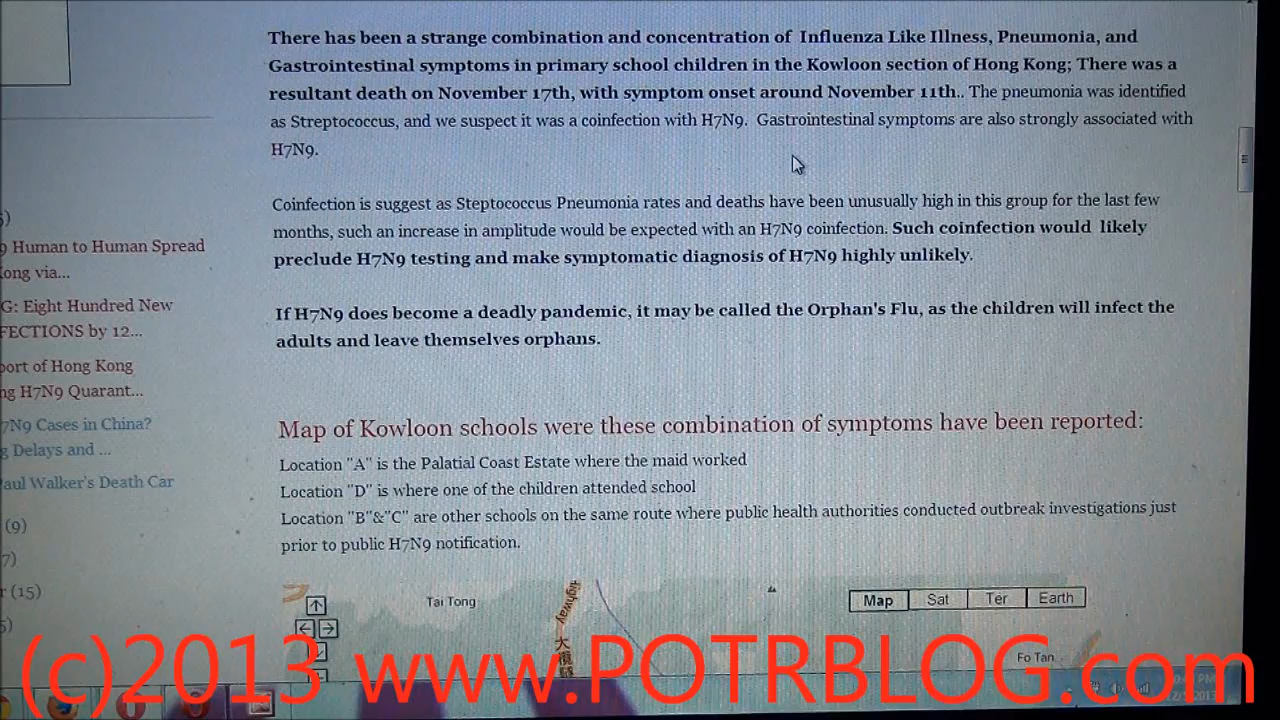 There has been a strange combination and concentration of Influenza Like Illness, Pneumonia, and
Gastrointestinal symptoms in primary school children in the Kowloon section of Hong Kong; There was a
resultant death on November 17th, with symptom onset around November 11th.. The pneumonia was identified
as Streptococcus, and we suspect it was a coinfection with H7N9. Gastrointestinal symptoms are also strongly associated with
H7N9.
Coinfection is suggest as Steptococcus Pneumonia rates and deaths have been unusually high in this group for the last few
months, such an increase in amplitude would be expected with an H7N9 coinfection. Such coinfection would likely
preclude H7N9 testing and make symptomatic diagnosis of H7N9 highly unlikely.
If H7N9 does become a deadly pandemic, it may be called the Orphan's Flu, as the children will infect the
adults and leave themselves orphans.
Map of Kowloon schools were these combination of symptoms have been reported:
Location "A" is the Palatial Coast Estate where the maid worked
Location "D" is where one of the children attended school
Location "B"&"C" are other schools on the same route where public health authorities conducted outbreak investigations just
prior to public H7N9 notification.
9 Human to Human Spread
ong via...
G: Eight Hundred New
FECTIONS by 12...
port of Hong Kong
ng H7N9 Quarant...
7N9 Cases in China?
g Delays and ...
aul Walker's Death Car
(9)
7)
r (15)
5)
Tai Tong
Highway
大欖
Map Sat Ter Earth
Fo Tan
(c)2013 www.POTRBLOG.com